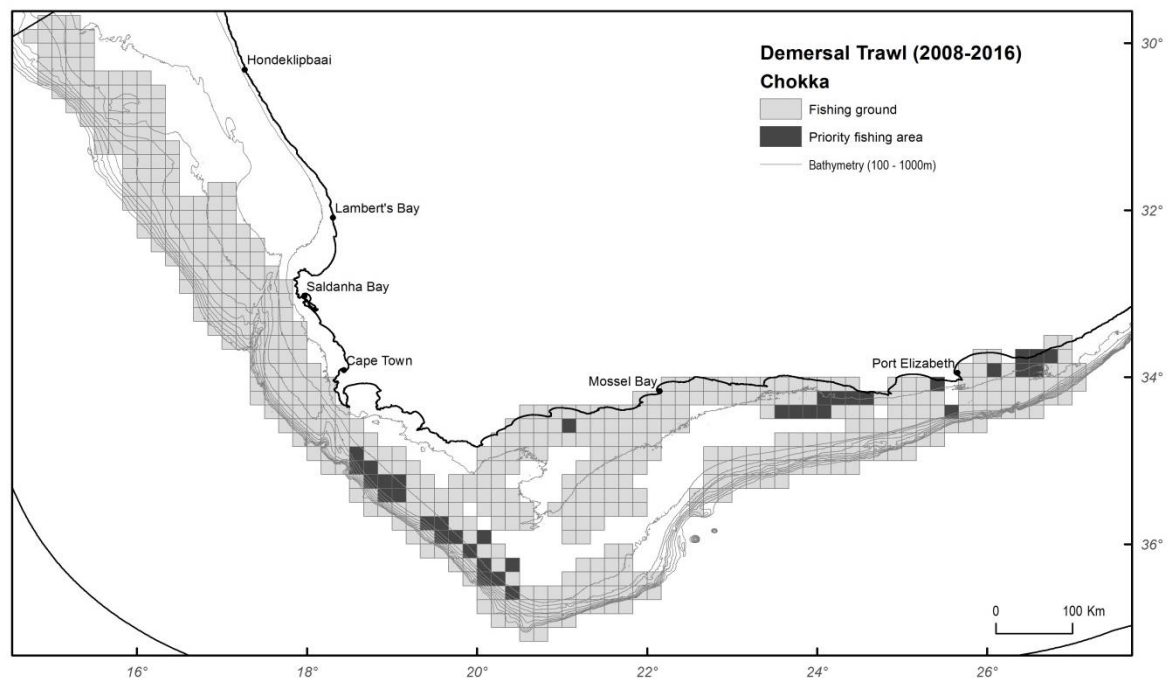 Demersal Trawl (2008-2016)
Chokka
Fishing ground
Priority fishing area
Bathymetry (100 - 1000m)
Hondeklipbaai
Lambert's Bay
Saldanha Bay
Cape Town
Mossel Bay
Port Elizabeth
30°
32°
34°
36°
0 100 Km
16° 18° 20° 22° 24° 26°